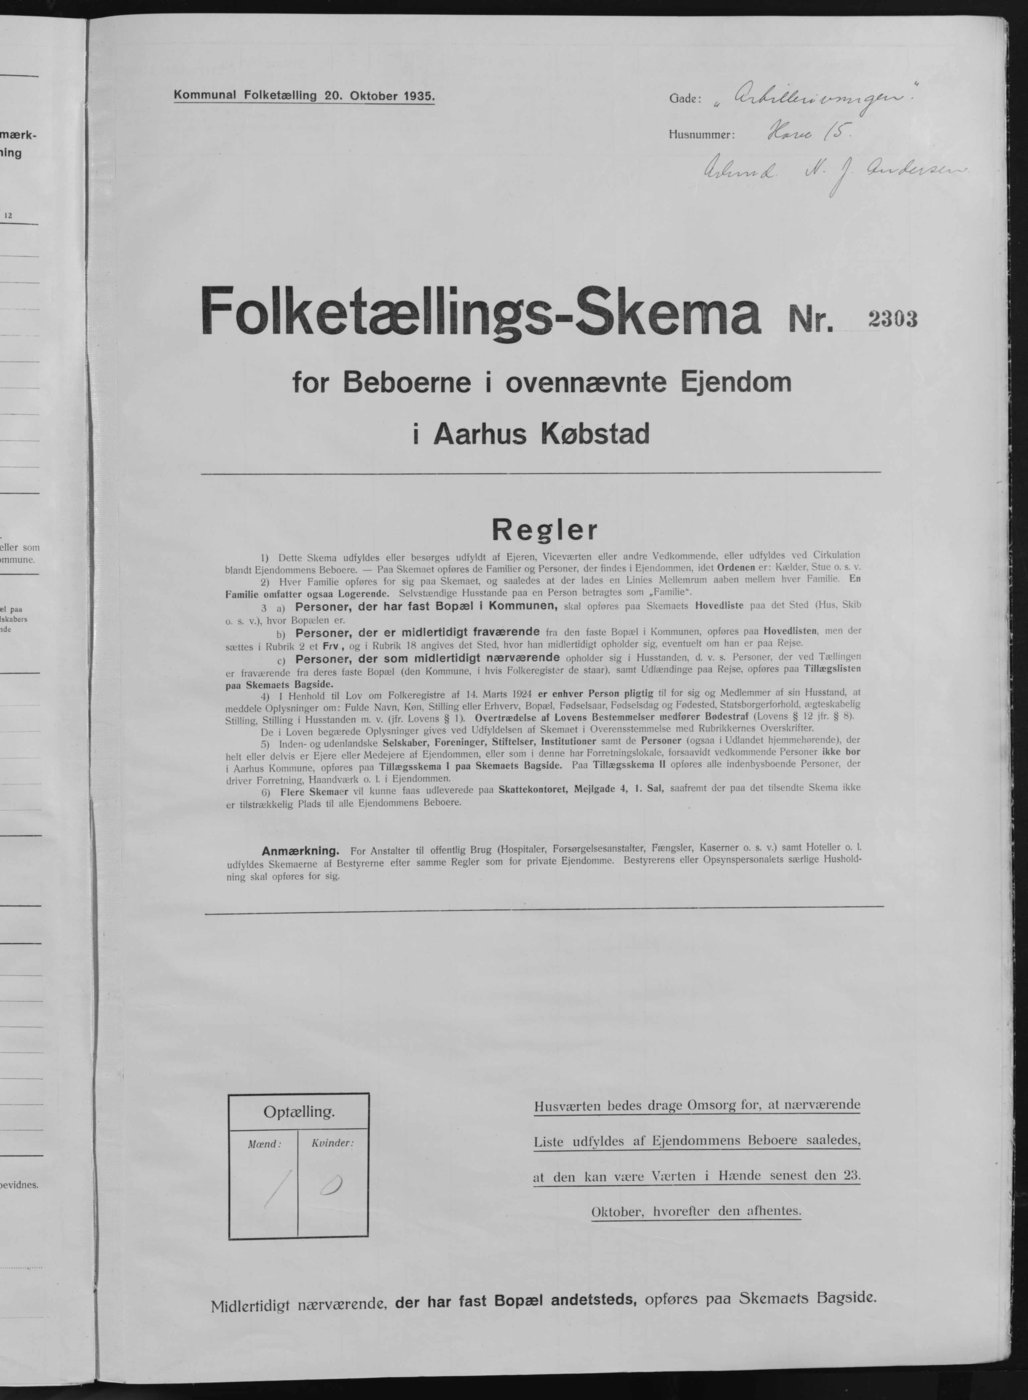 mærk-
ning
12
eller som
ommune.
el paa
lskabers
nde
bevidnes.
Kommunal Folketælling 20. Oktober 1935.
Gade:
Husnummer: Have 15.
N. J. Andersen
Folketællings-Skema Nr. 2303
for Beboerne i ovennævnte Ejendom
i Aarhus Købstad
Regler
1) Dette Skema udfyldes eller besørges udfyldt af Ejeren, Viceværten eller andre Vedkommende, eller udfyldes ved Cirkulation
blandt Ejendommens Beboere. — Paa Skemaet opføres de Familier og Personer, der findes i Ejendommen, idet Ordenen er: Kælder, Stue o. s. v.
2) Hver Familie opføres for sig paa Skemaet, og saaledes at der lades en Linies Mellemrum aaben mellem hver Familie. En
Familie omfatter ogsaa Logerende. Selvstændige Husstande paa en Person betragtes som „Familie“.
3 a) Personer, der har fast Bopæl i Kommunen, skal opføres paa Skemaets Hovedliste paa det Sted (Hus, Skib
o. s. v.), hvor Bopælen er.
b) Personer, der er midlertidigt fraværende fra den faste Bopæl i Kommunen, opføres paa Hovedlisten, men der
sættes i Rubrik 2 et Frv., og i Rubrik 18 angives det Sted, hvor han midlertidigt opholder sig, eventuelt om han er paa Rejse.
c) Personer, der som midlertidigt nærværende opholder sig i Husstanden, d. v. s. Personer, der ved Tællingen
er fraværende fra deres faste Bopæl (den Kommune, i hvis Folkeregister de staar), samt Udlændinge paa Rejse, opføres paa Tillægslisten
paa Skemaets Bagside.
4) I Henhold til Lov om Folkeregistre af 14. Marts 1924 er enhver Person pligtig til for sig og Medlemmer af sin Husstand, at
meddele Oplysninger om: Fulde Navn, Køn, Stilling eller Erhverv, Bopæl, Fødselsaar, Fødselsdag og Fødested, Statsborgerforhold, ægteskabelig
Stilling, Stilling i Husstanden m. v. (jfr. Lovens § 1). Overtrædelse af Lovens Bestemmelser medfører Bødestraf (Lovens § 12 jfr. § 8).
De i Loven begærede Oplysninger gives ved Udfyldelsen af Skemaet i Overensstemmelse med Rubrikkernes Overskrifter.
5) Inden- og udenlandske Selskaber, Foreninger, Stiftelser, Institutioner samt de Personer (ogsaa i Udlandet hjemmehørende), der
helt eller delvis er Ejere eller Medejere af Ejendommen, eller som i denne har Forretningslokale, forsaavidt vedkommende Personer ikke bor
i Aarhus Kommune, opføres paa Tillægsskema I paa Skemaets Bagside. Paa Tillægsskema II opføres alle indenbysboende Personer, der
driver Forretning, Haandværk o. l. i Ejendommen.
6) Flere Skemaer vil kunne faas udleverede paa Skattekontoret, Mejlgade 4, 1. Sal, saafremt der paa det tilsendte Skema ikke
er tilstrækkelig Plads til alle Ejendommens Beboere.
Anmærkning. For Anstalter til offentlig Brug (Hospitaler, Forsørgelsesanstalter, Fængsler, Kaserner o. s. v.) samt Hoteller o. l.
udfyldes Skemaerne af Bestyrerne efter samme Regler som for private Ejendomme. Bestyrerens eller Opsynspersonalets særlige Hushold-
ning skal opføres for sig.
Optælling.
Mænd: Kvinder:
1 0
Husværten bedes drage Omsorg for, at nærværende
Liste udfyldes af Ejendommens Beboere saaledes,
at den kan være Værten i Hænde senest den 23.
Oktober, hvorefter den afhentes.
Midlertidigt nærværende, der har fast Bopæl andetsteds, opføres paa Skemaets Bagside.